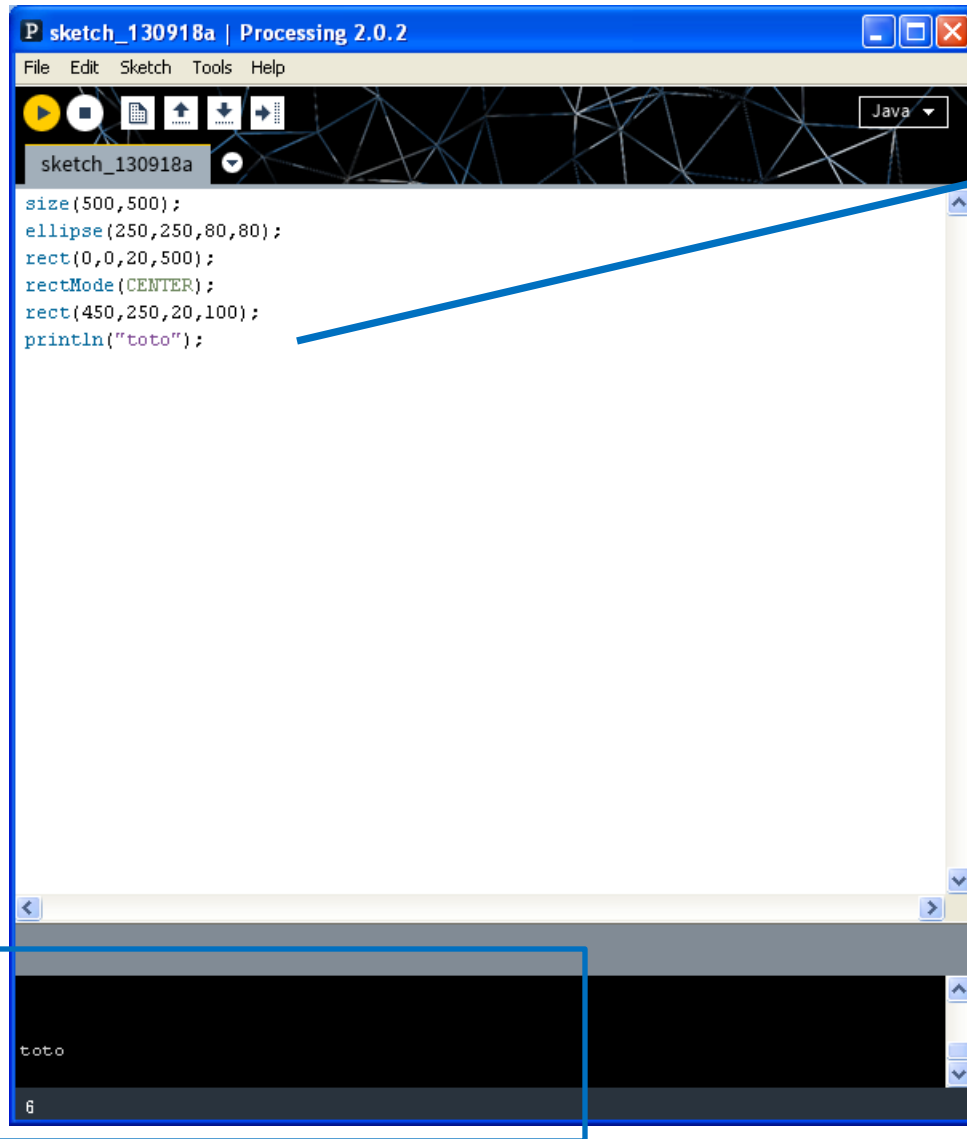 P sketch_130918a | Processing 2.0.2
File Edit Sketch Tools Help
Java
sketch_130918a
size(500,500);
ellipse(250,250,80,80);
rect(0,0,20,500);
rectMode(CENTER);
rect(450,250,20,100);
println("toto");
toto
6